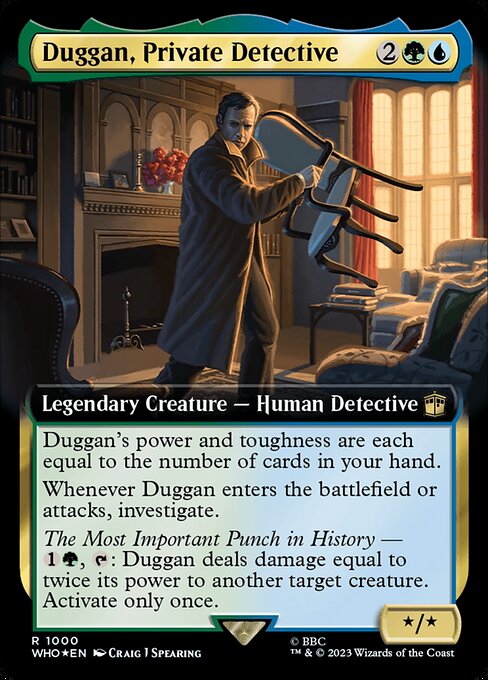 Duggan, Private Detective 2
Legendary Creature — Human Detective
Duggan's power and toughness are each
equal to the number of cards in your hand.
Whenever Duggan enters the battlefield or
attacks, investigate.
The Most Important Punch in History —
1 , : Duggan deals damage equal to
twice its power to another target creature.
Activate only once.
*/*
R 1000
WHO★EN Craig J Spearing
© BBC
™ & © 2023 Wizards of the Coast